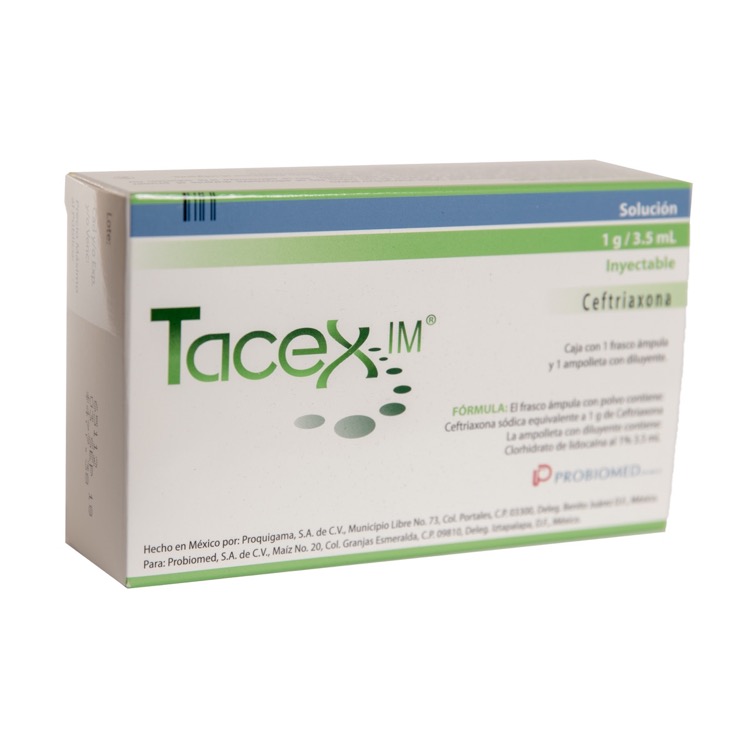 Solución
1 g / 3.5 mL
Inyectable
Ceftriaxona
Tacex-IM®
Caja con 1 frasco ámpula
y 1 ampolleta con diluyente.
FÓRMULA: El frasco ámpula con polvo contiene:
Ceftriaxona sódica equivalente a 1 g de Ceftriaxona
La ampolleta con diluyente contiene:
Clorhidrato de lidocaína al 1% 3.5 mL
PROBIOMED
Hecho en México por: Proquigama, S.A. de C.V., Municipio Libre No. 73, Col. Portales, C.P. 03300, Deleg. Benito Juárez D.F., México.
Para: Probiomed, S.A. de C.V., Maíz No. 20, Col. Granjas Esmeralda, C.P. 09810, Deleg. Iztapalapa, D.F., México.
Lote: